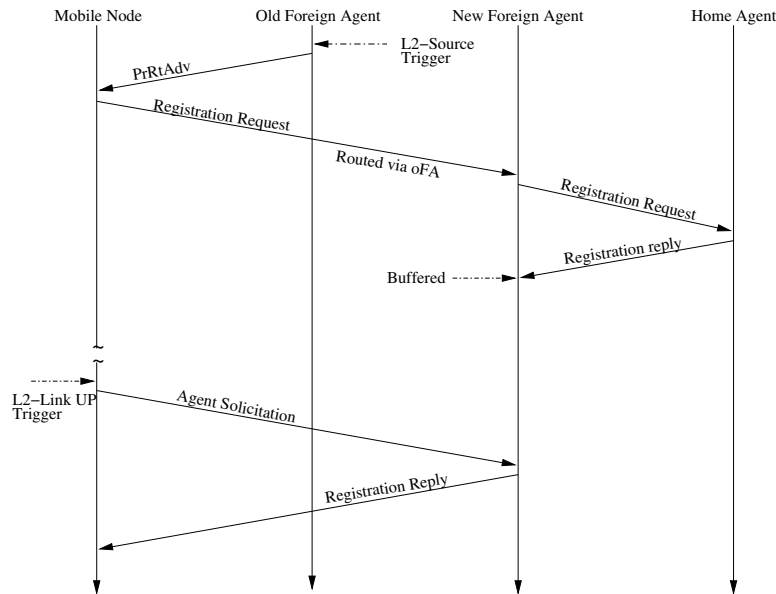 Mobile Node
Old Foreign Agent
New Foreign Agent
Home Agent
L2-Source
Trigger
PrRtAdv
Registration Request
Routed via oFA
Registration Request
Registration reply
Buffered
~
~
L2-Link UP
Trigger
Agent Solicitation
Registration Reply